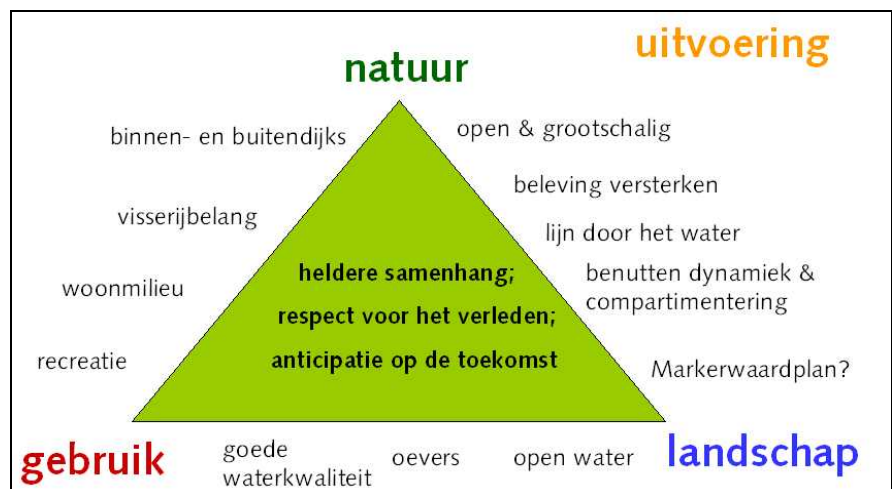 uitvoering
natuur
binnen- en buitendijks
open & grootschalig
beleving versterken
visserijbelang
lijn door het water
heldere samenhang;
benutten dynamiek &
compartimentering
woonmilieu
respect voor het verleden;
recreatie
anticipatie op de toekomst
Markerwaardplan?
gebruik
goede
waterkwaliteit
oevers
open water
landschap